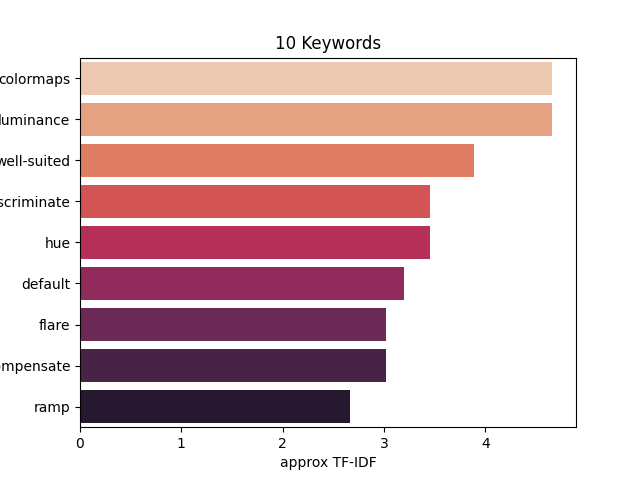 10 Keywords
colormaps
luminance
well-suited
scriminate
hue
default
flare
mpensate
ramp
0 1 2 3 4
approx TF-IDF